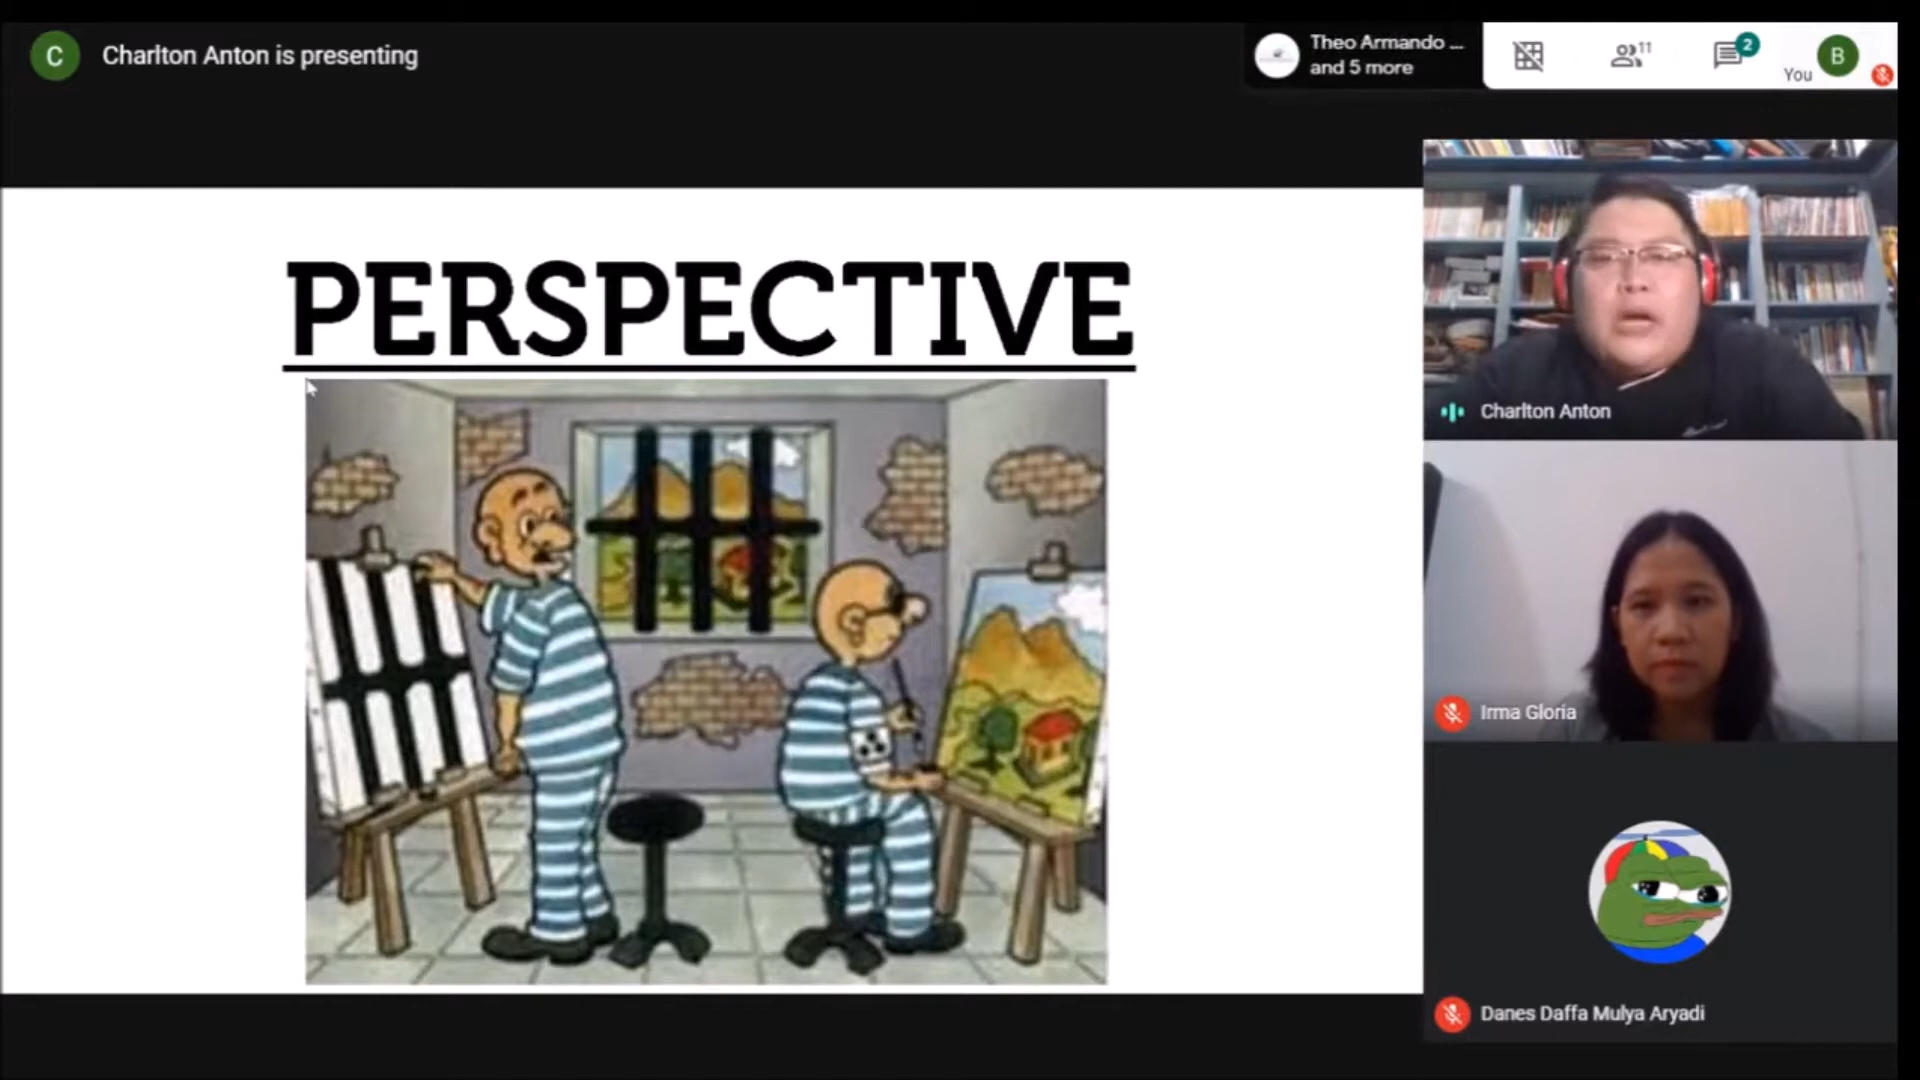 C
Charlton Anton is presenting
Theo Armando ...
and 5 more
11
2
You
B
PERSPECTIVE
Charlton Anton
Irma Gloria
Danes Daffa Mulya Aryadi